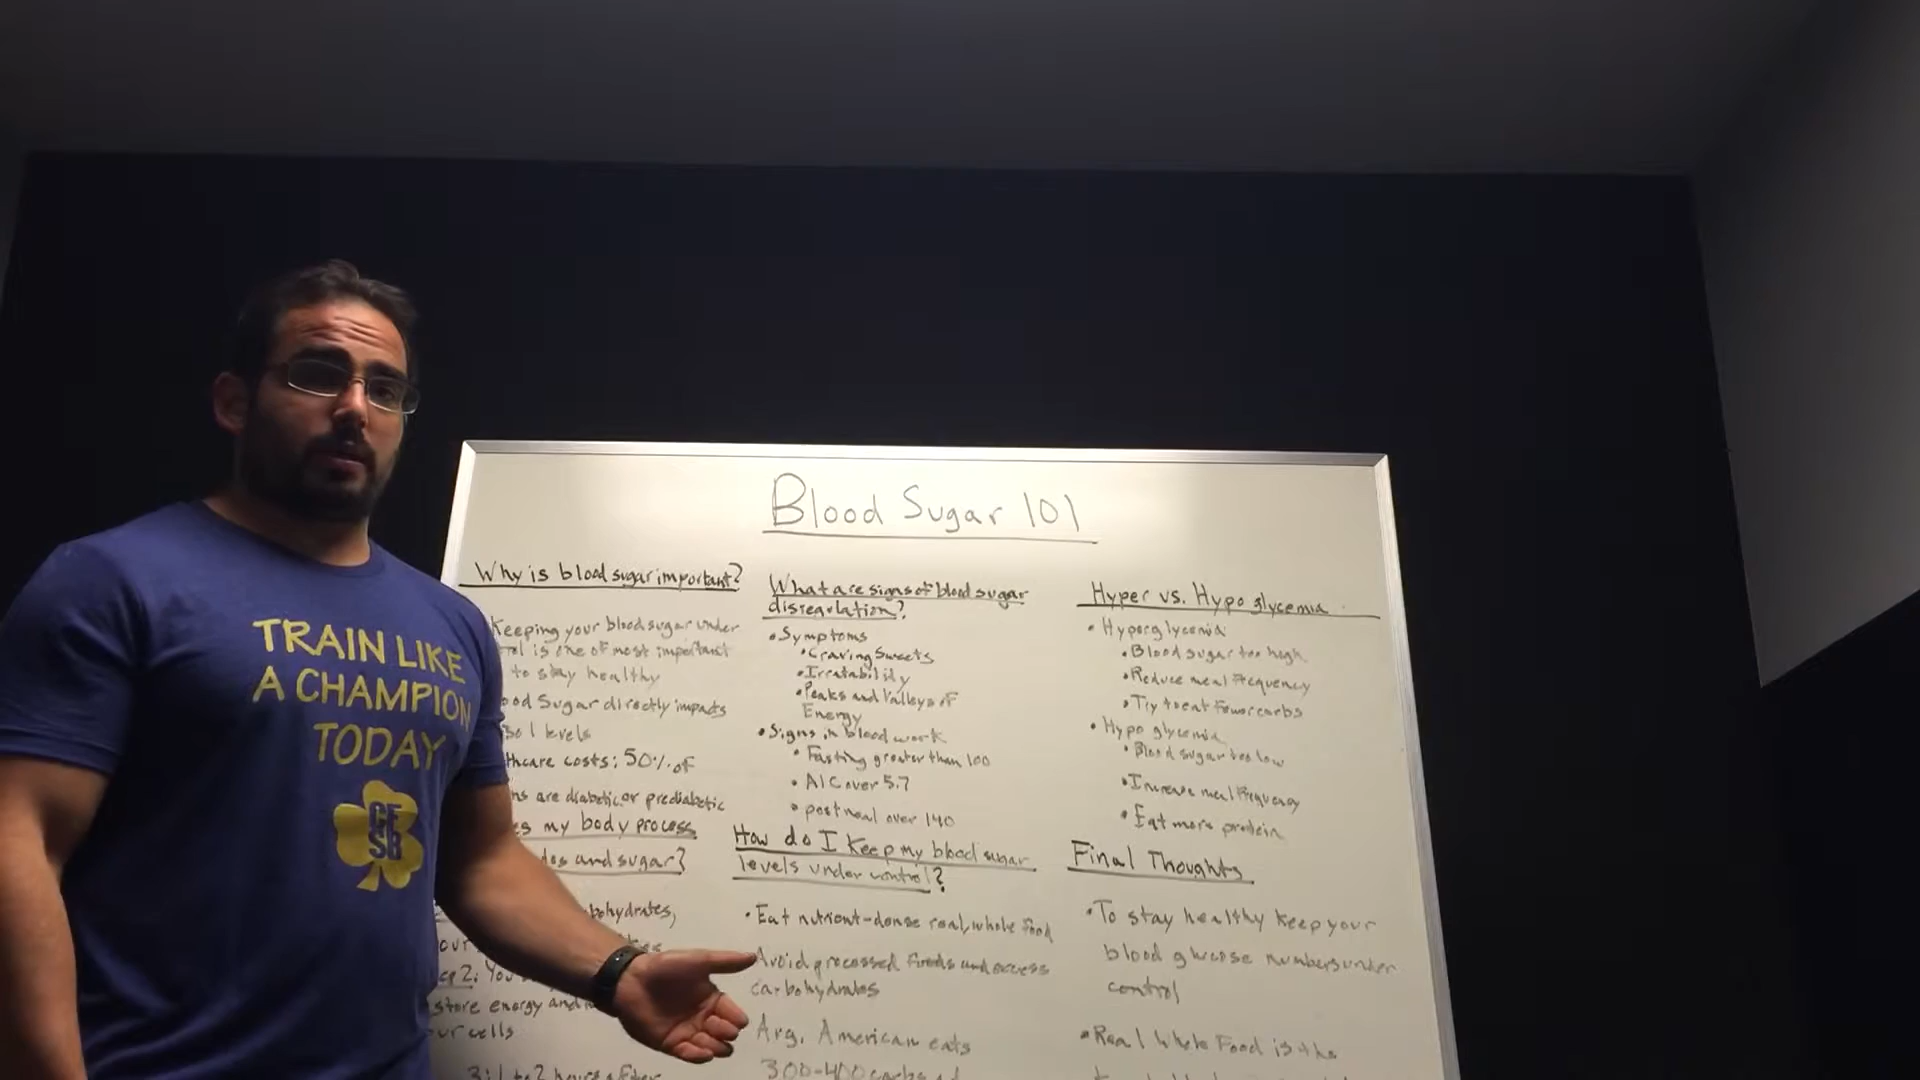 Blood Sugar 101
Why is blood sugar important?
Keeping your blood sugar under
is one of most important
to stay healthy
Sugar directly impacts
levels
costs: 50% of
are diabetic or prediabetic
my body process
and sugar?
store energy and
cells
What are signs of blood sugar
disregulation?
• Symptoms
• Craving Sweets
• Irratability
• Peaks and Valleys of
Energy
• Signs in blood work
• Fasting greater than 100
• A1C over 5.7
• post meal over 140
How do I Keep my blood sugar
levels under control?
• Eat nutrient-dense real, whole food
Avoid processed foods and excess
carbohydrates
Avg. American eats
300-400 carbs
Hyper vs. Hypoglycemia
• Hyperglycemia
• Blood sugar too high
• Reduce meal frequency
• Try to eat fewer carbs
• Hypoglycemia
• Blood sugar too low
• Increase meal frequency
• Eat more protein
Final Thoughts
• To stay healthy keep your
blood glucose numbers under
control
• Real Whole Food is the
TRAIN LIKE
A CHAMPION
TODAY
CF
SB